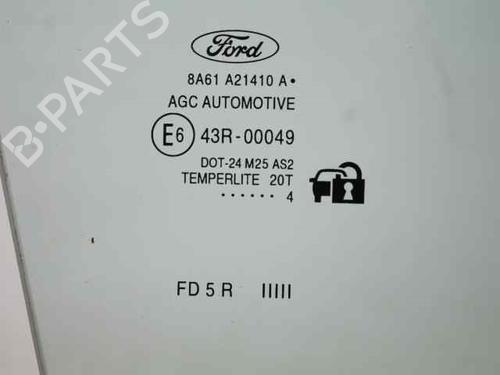 B-PARTS
Ford
8A61 A21410 A•
AGC AUTOMOTIVE
E6 43R-00049
DOT-24 M25 AS2
TEMPERLITE 20T
······ 4
FD 5 R IIIII